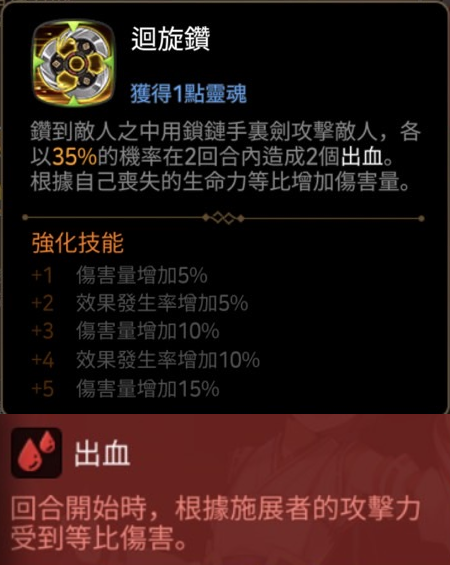 迴旋鑽
獲得1點靈魂
鑽到敵人之中用鎖鏈手裏劍攻擊敵人，各
以35%的機率在2回合內造成2個出血。
根據自己喪失的生命力等比增加傷害量。
強化技能
+1 傷害量增加5%
+2 效果發生率增加5%
+3 傷害量增加10%
+4 效果發生率增加10%
+5 傷害量增加15%
出血
回合開始時，根據施展者的攻擊力
受到等比傷害。